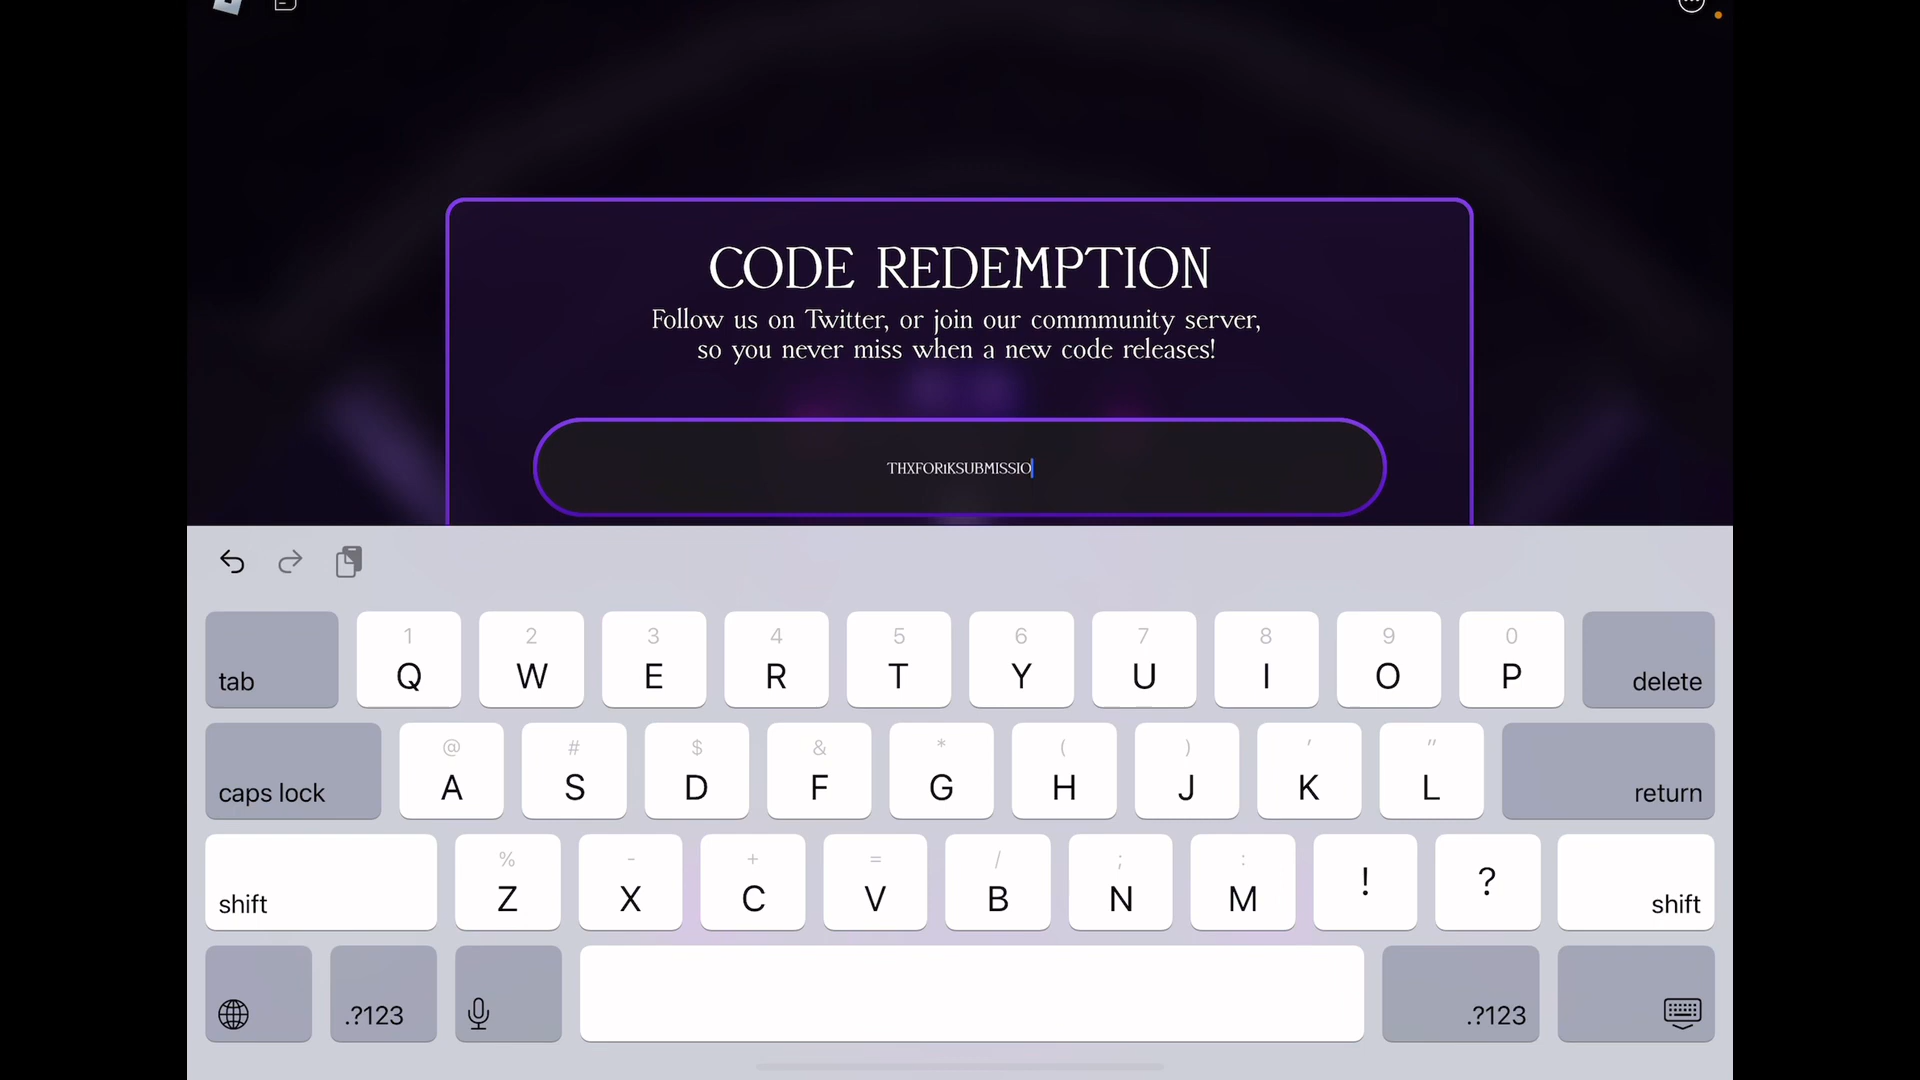 CODE REDEMPTION
Follow us on Twitter, or join our commmunity server,
so you never miss when a new code releases!
THXFOR1KSUBMISSIO
1 2 3 4 5 6 7 8 9 0
tab Q W E R T Y U I O P delete
@ # $ & * ( ) ' "
caps lock A S D F G H J K L return
% - + = / ; :
shift Z X C V B N M ! ? shift
.?123 .?123